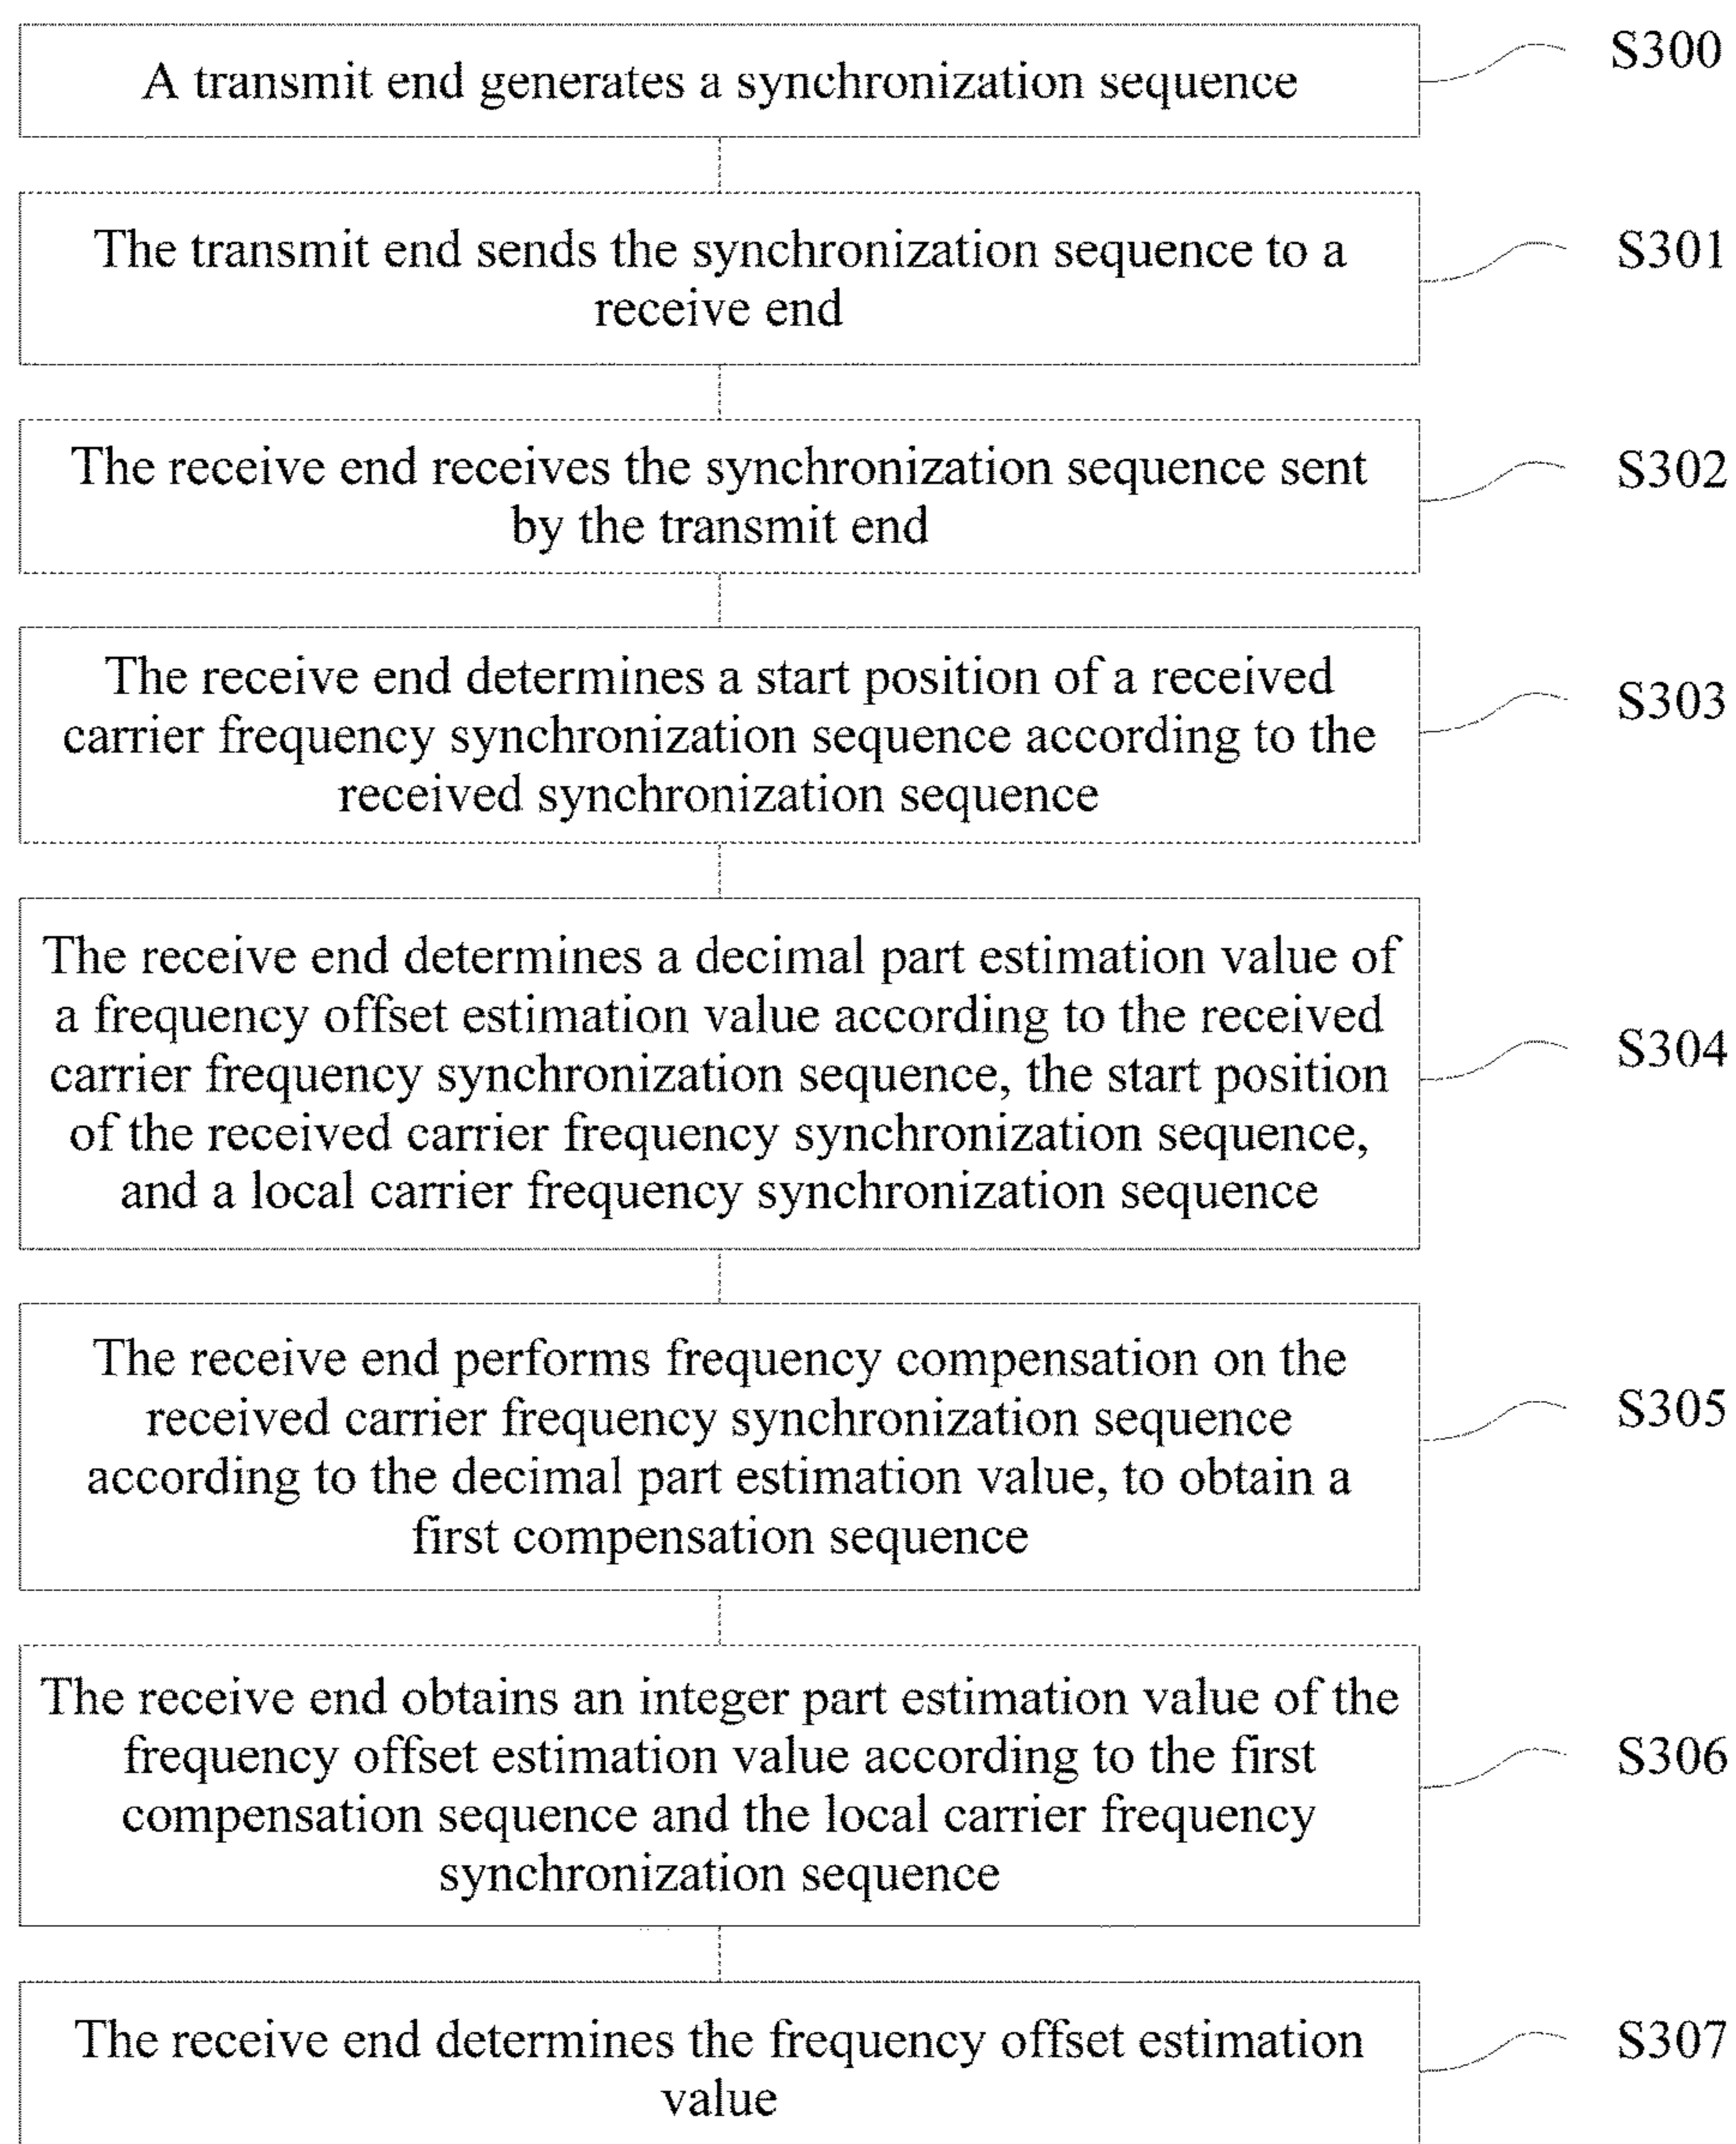 A transmit end generates a synchronization sequence
S300
The transmit end sends the synchronization sequence to a
receive end
S301
The receive end receives the synchronization sequence sent
by the transmit end
S302
The receive end determines a start position of a received
carrier frequency synchronization sequence according to the
received synchronization sequence
S303
The receive end determines a decimal part estimation value of
a frequency offset estimation value according to the received
carrier frequency synchronization sequence, the start position
of the received carrier frequency synchronization sequence,
and a local carrier frequency synchronization sequence
S304
The receive end performs frequency compensation on the
received carrier frequency synchronization sequence
according to the decimal part estimation value, to obtain a
first compensation sequence
S305
The receive end obtains an integer part estimation value of the
frequency offset estimation value according to the first
compensation sequence and the local carrier frequency
synchronization sequence
S306
The receive end determines the frequency offset estimation
value
S307